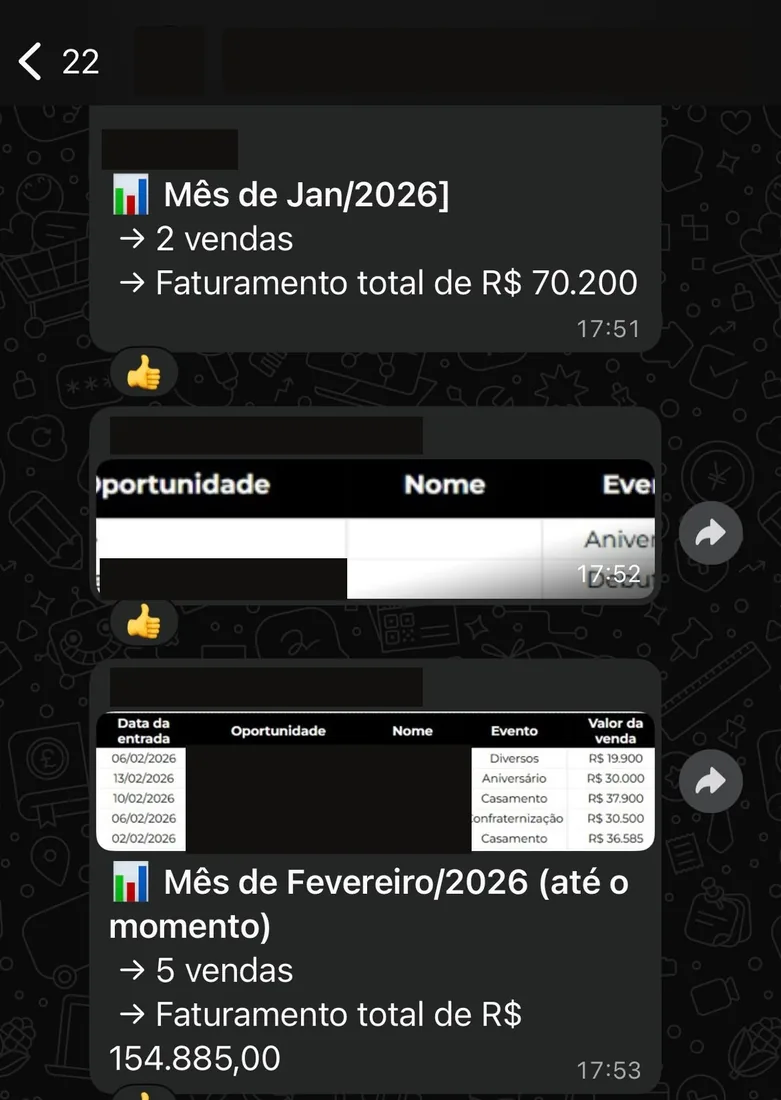 22
Mês de Jan/2026]
→ 2 vendas
→ Faturamento total de R$ 70.200
17:51
portunidade Nome Eve
Aniver
17:52
Data da entrada Oportunidade Nome Evento Valor da venda
06/02/2026 Diversos R$ 19.900
13/02/2026 Aniversário R$ 30.000
10/02/2026 Casamento R$ 37.900
06/02/2026 onfraternização R$ 30.500
02/02/2026 Casamento R$ 36.585
Mês de Fevereiro/2026 (até o
momento)
→ 5 vendas
→ Faturamento total de R$
154.885,00
17:53